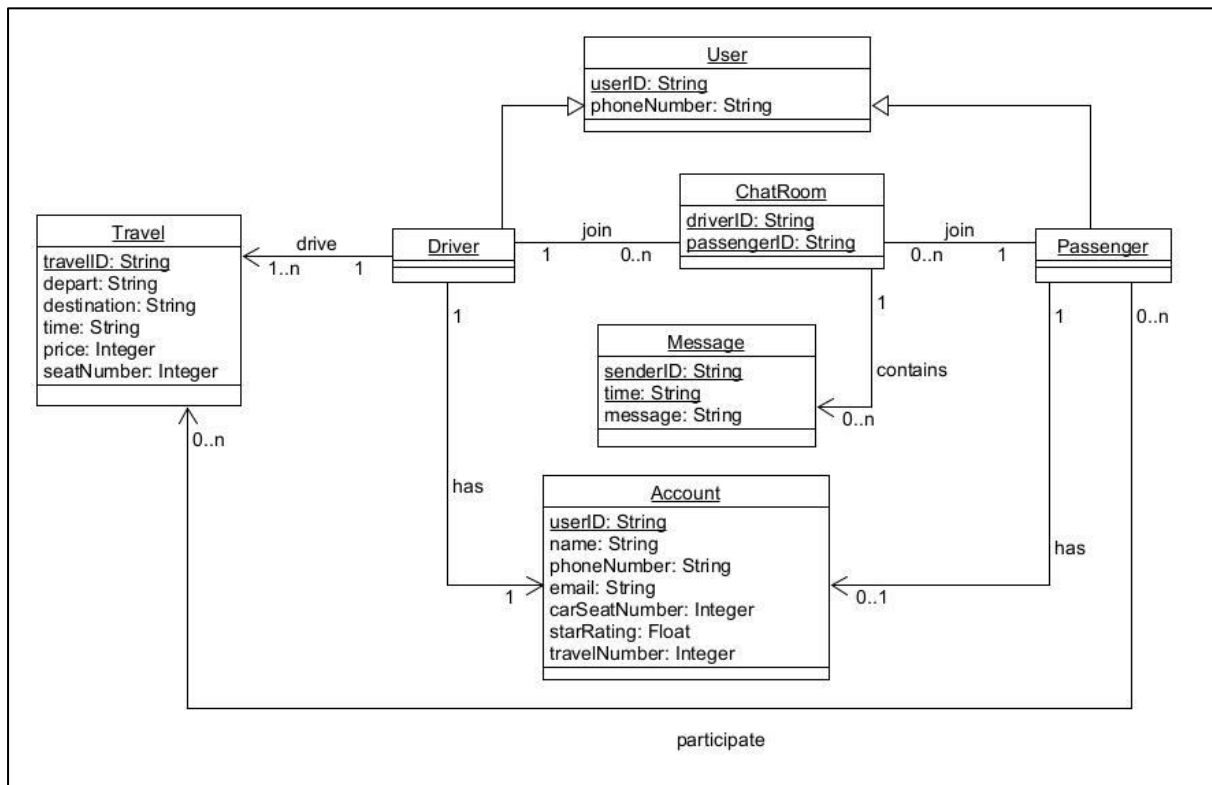 User
userID: String
phoneNumber: String
ChatRoom
driverID: String
passengerID: String
Travel
travelID: String
depart: String
destination: String
time: String
price: Integer
seatNumber: Integer
drive
1..n
1
Driver
join
1
0..n
join
0..n
1
Passenger
1
1
1
0..n
Message
senderID: String
time: String
message: String
contains
0..n
0..n
has
Account
userID: String
name: String
phoneNumber: String
email: String
carSeatNumber: Integer
starRating: Float
travelNumber: Integer
has
1
0..1
participate